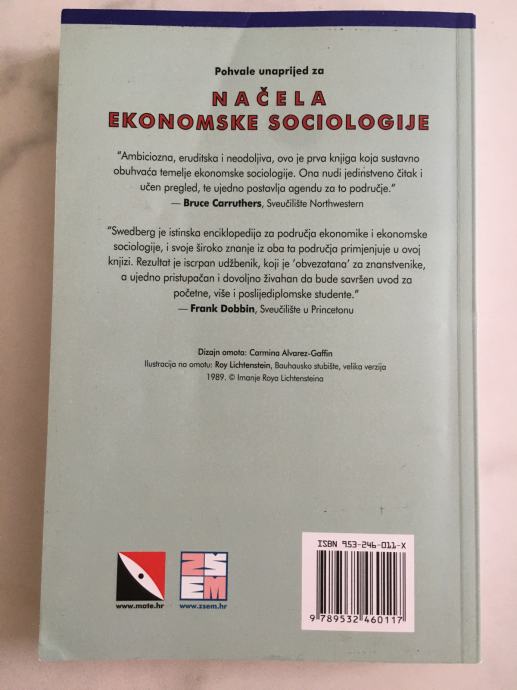 Pohvale unaprijed za
NAČELA
EKONOMSKE SOCIOLOGIJE
“Ambiciozna, eruditska i neodoljiva, ovo je prva knjiga koja sustavno
obuhvaća temelje ekonomske sociologije. Ona nudi jedinstveno čitak i
učen pregled, te ujedno postavlja agendu za to područje.”
— Bruce Carruthers, Sveučilište Northwestern
“Swedberg je istinska enciklopedija za područja ekonomike i ekonomske
sociologije, i svoje široko znanje iz oba ta područja primjenjuje u ovoj
knjizi. Rezultat je iscrpan udžbenik, koji je ‘obvezatana’ za znanstvenike,
a ujedno pristupačan i dovoljno živahan da bude savršen uvod za
početne, više i poslijediplomske studente.”
— Frank Dobbin, Sveučilište u Princetonu
Dizajn omota: Carmina Alvarez-Gaffin
Ilustracija na omotu: Roy Lichtenstein, Bauhausko stubište, velika verzija
1989. © Imanje Roya Lichtensteina
ISBN 953-246-011-X
9 789532 460117
www.mate.hr
ZSEM
www.zsem.hr